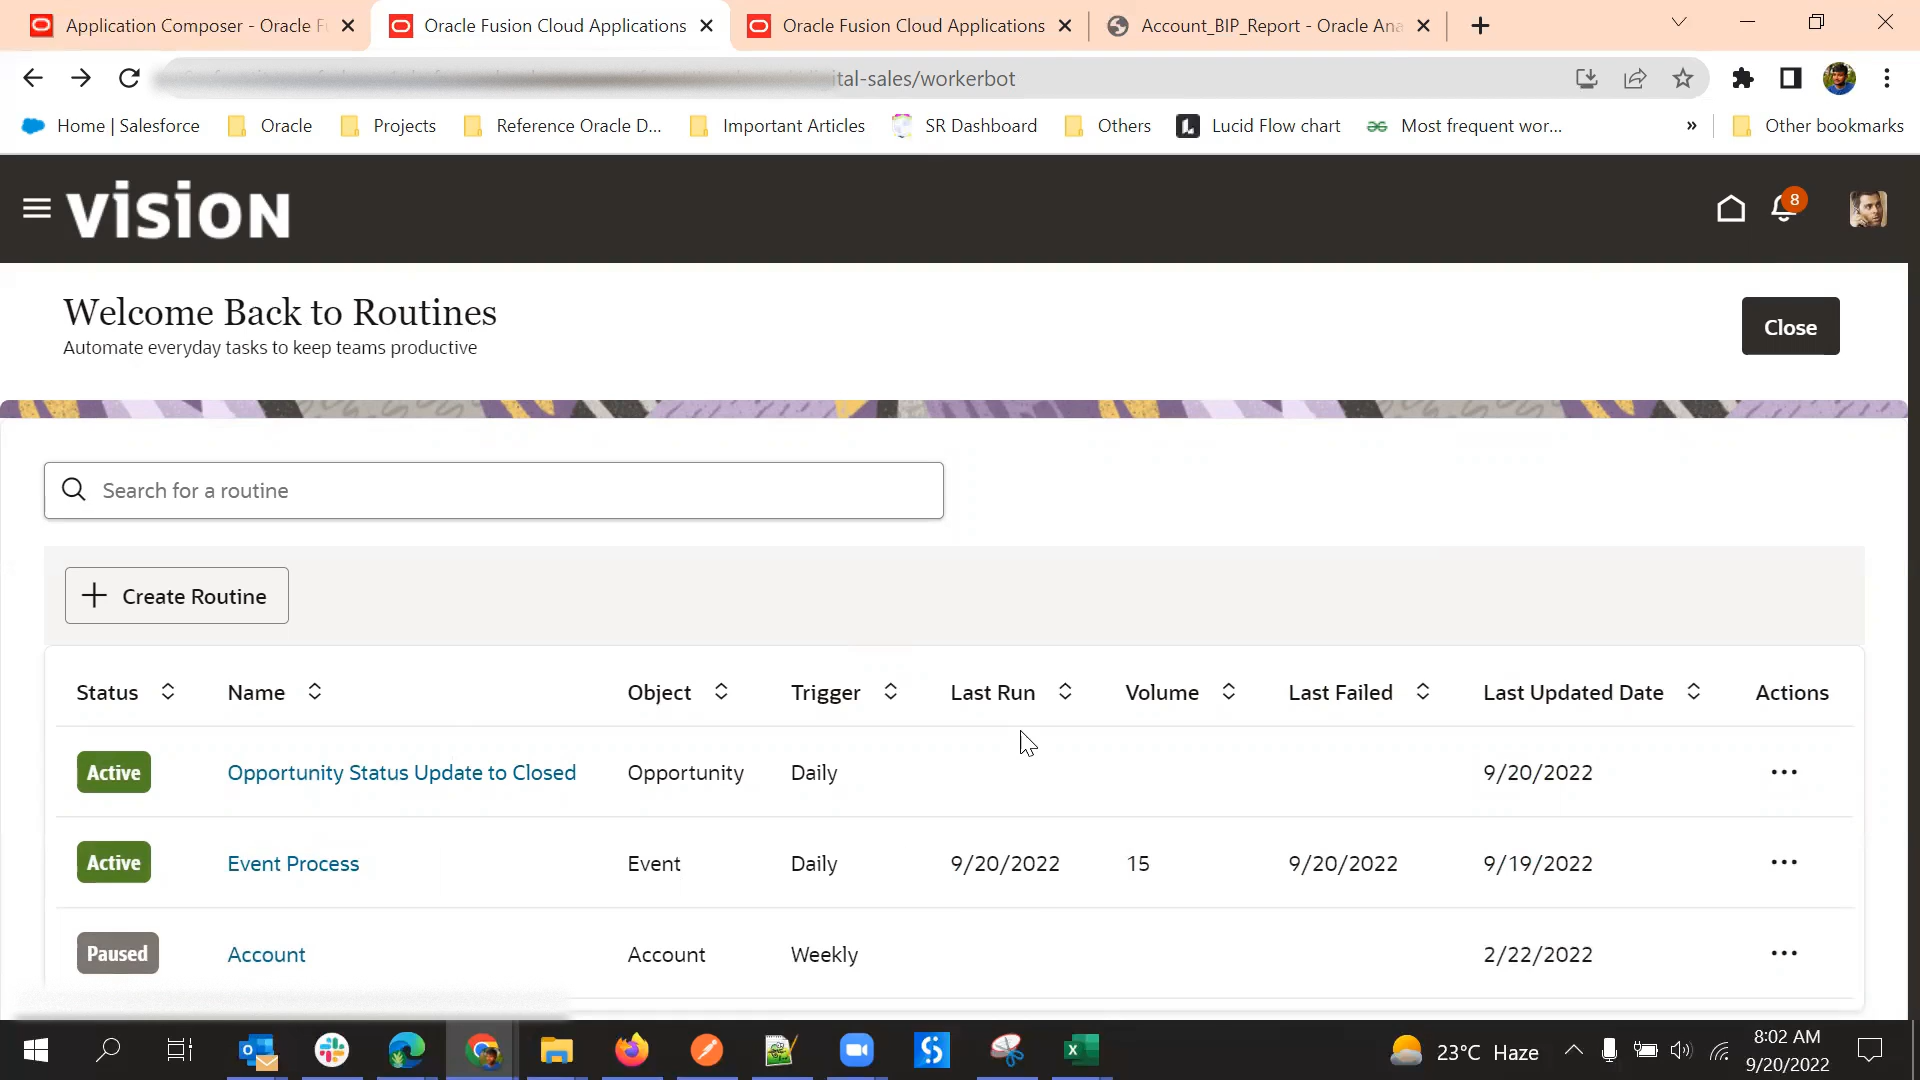 Application Composer - Oracle Fu
Oracle Fusion Cloud Applications
Oracle Fusion Cloud Applications
Account_BIP_Report - Oracle Ana
ital-sales/workerbot
Home | Salesforce
Oracle
Projects
Reference Oracle D...
Important Articles
SR Dashboard
Others
Lucid Flow chart
Most frequent wor...
»
Other bookmarks
vision
8
Welcome Back to Routines
Automate everyday tasks to keep teams productive
Close
Search for a routine
Create Routine
Status Name Object Trigger Last Run Volume Last Failed Last Updated Date Actions
Active Opportunity Status Update to Closed Opportunity Daily 9/20/2022 ...
Active Event Process Event Daily 9/20/2022 15 9/20/2022 9/19/2022 ...
Paused Account Account Weekly 2/22/2022 ...
23°C Haze
8:02 AM
9/20/2022